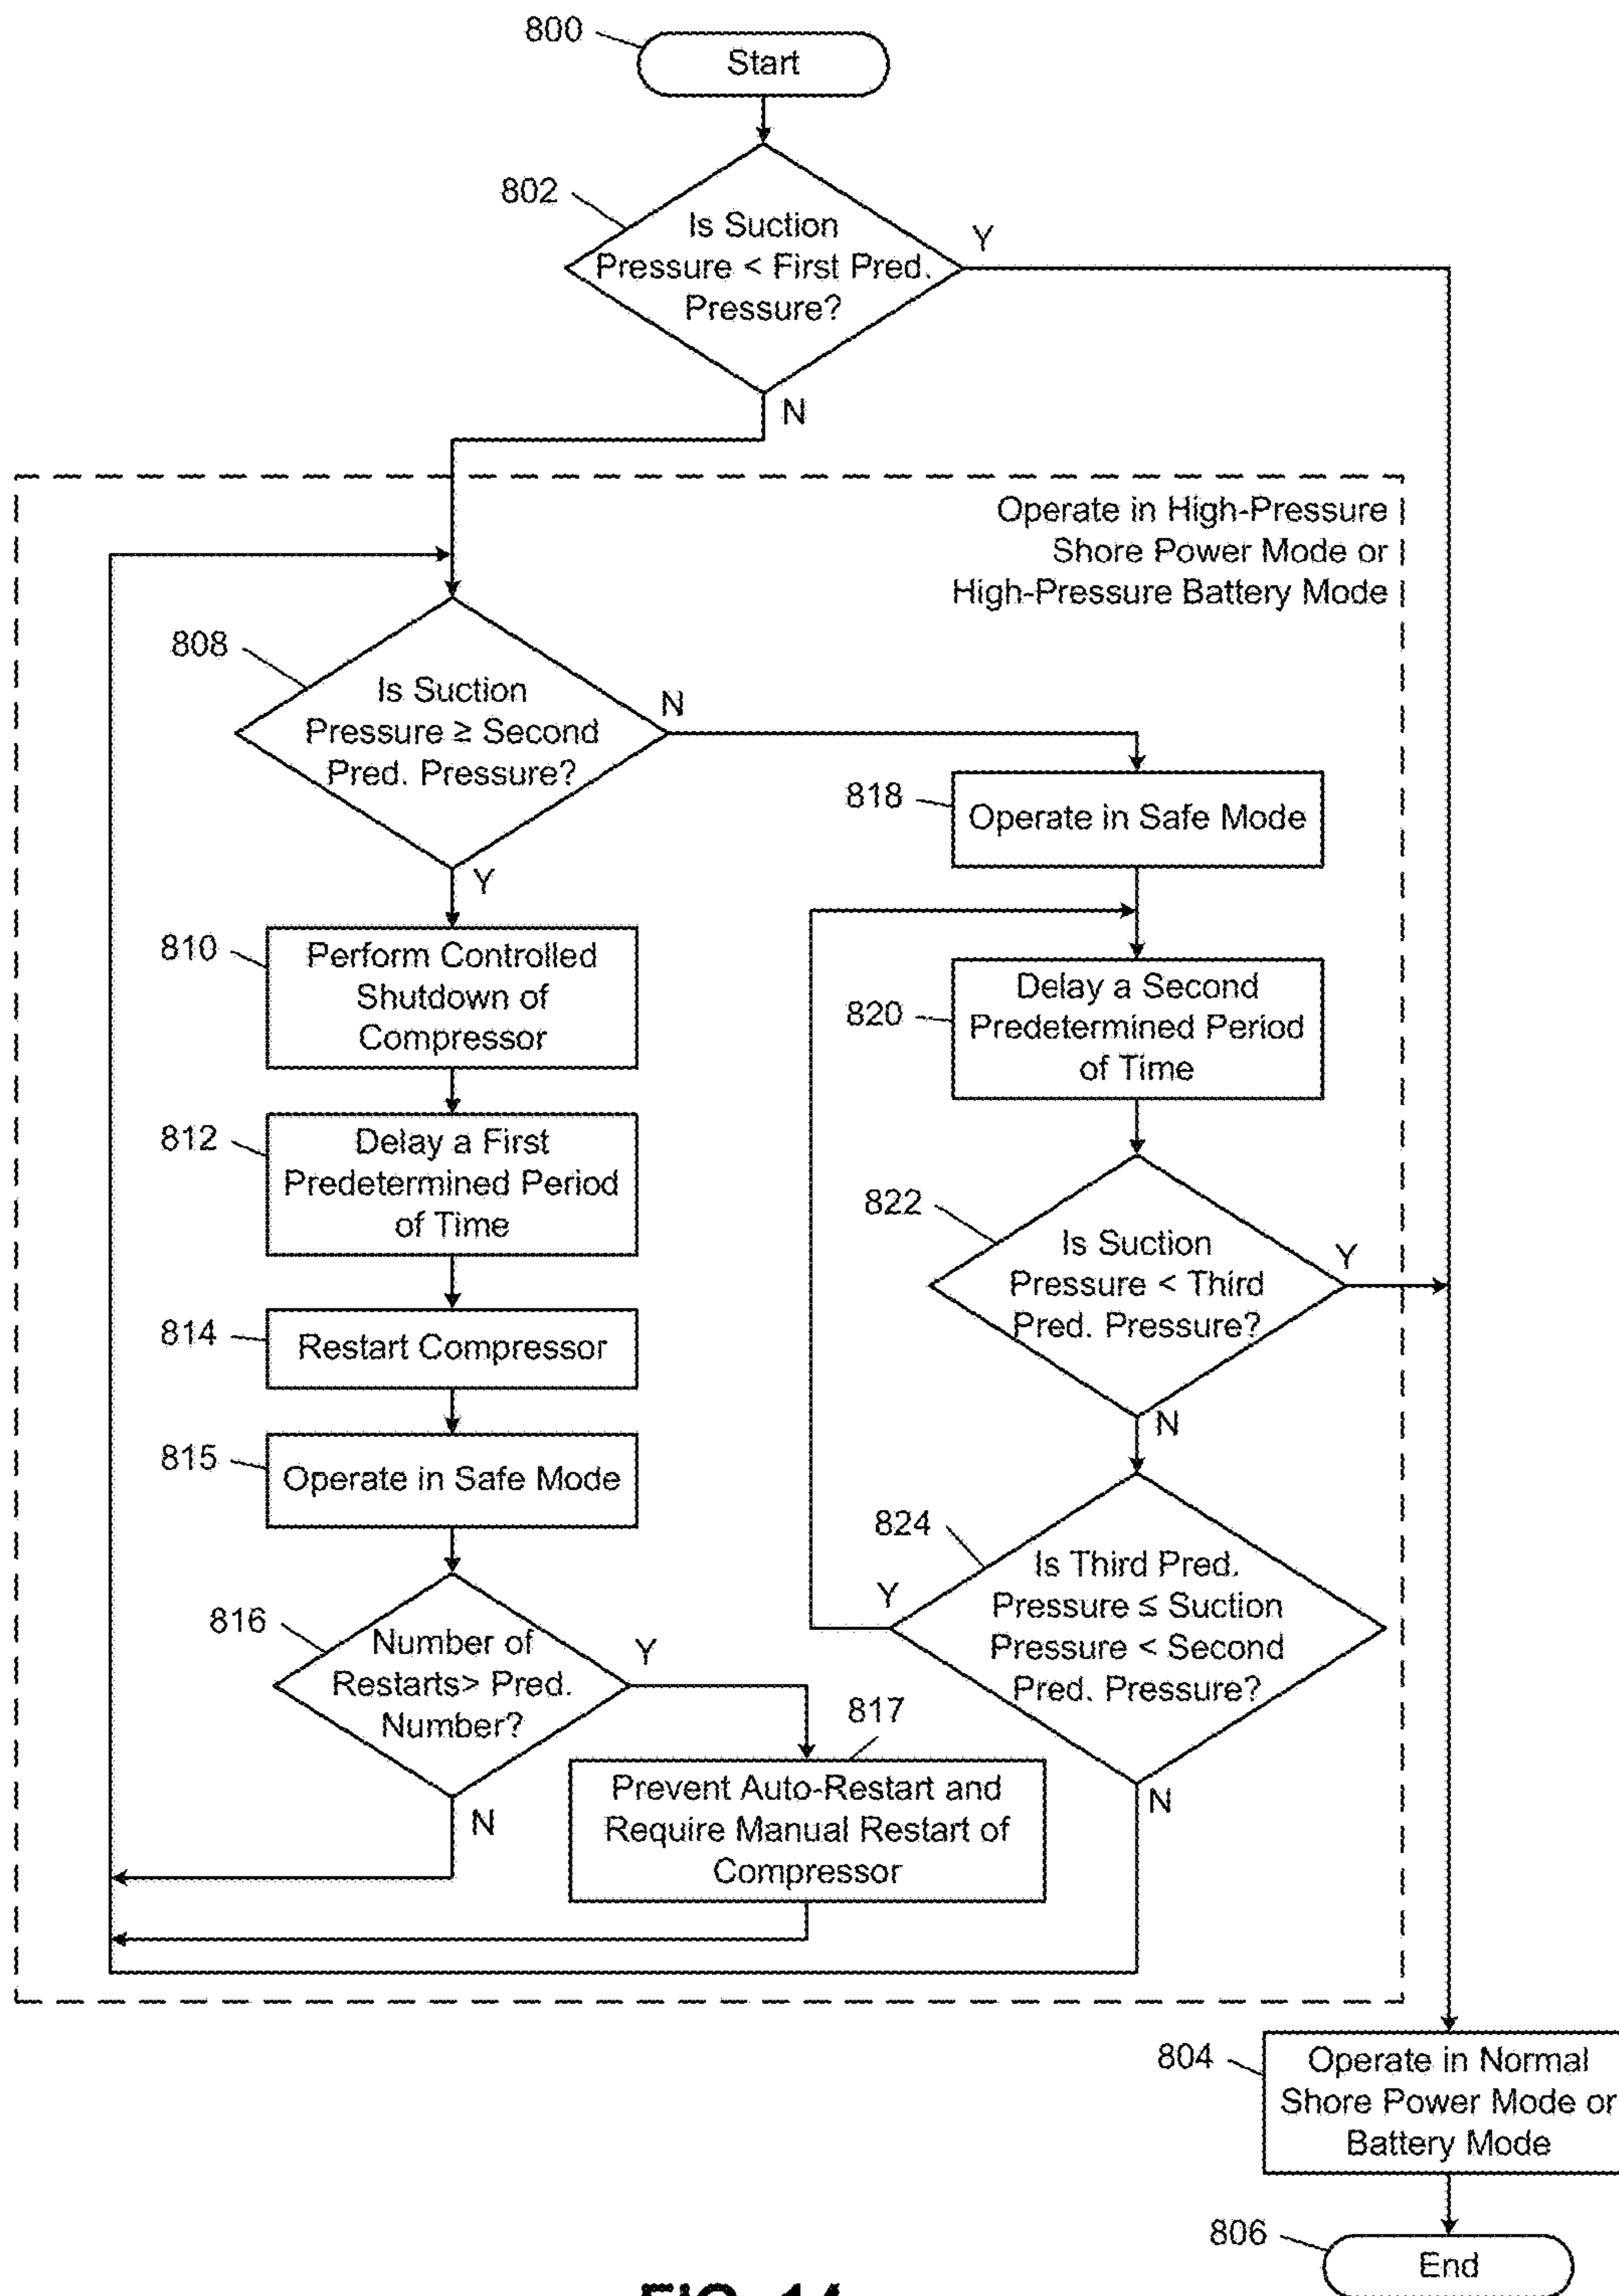 800
Start
802
Is Suction
Pressure < First Pred.
Pressure?
Y
N
Operate in High-Pressure
Shore Power Mode or
High-Pressure Battery Mode
808
Is Suction
Pressure ≥ Second
Pred. Pressure?
N
Y
818
Operate in Safe Mode
810
Perform Controlled
Shutdown of
Compressor
820
Delay a Second
Predetermined Period
of Time
812
Delay a First
Predetermined Period
of Time
822
Is Suction
Pressure < Third
Pred. Pressure?
Y
N
814
Restart Compressor
815
Operate in Safe Mode
824
Is Third Pred.
Pressure ≤ Suction
Pressure < Second
Pred. Pressure?
Y
N
816
Number of
Restarts> Pred.
Number?
Y
N
817
Prevent Auto-Restart and
Require Manual Restart of
Compressor
804
Operate in Normal
Shore Power Mode or
Battery Mode
806
End